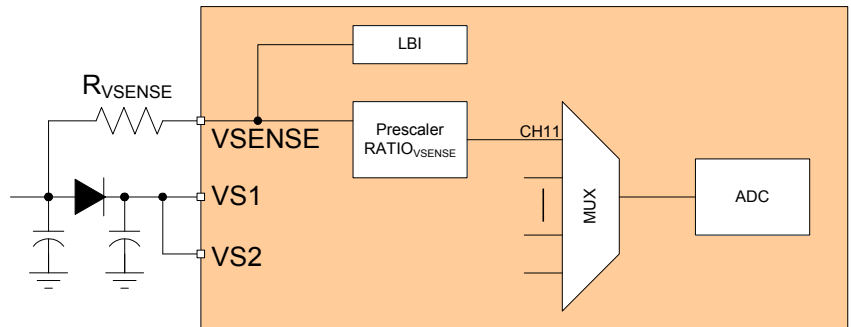 LBI
RVSENSE
VSENSE
Prescaler
RATIOVSENSE
CH11
MUX
ADC
VS1
VS2